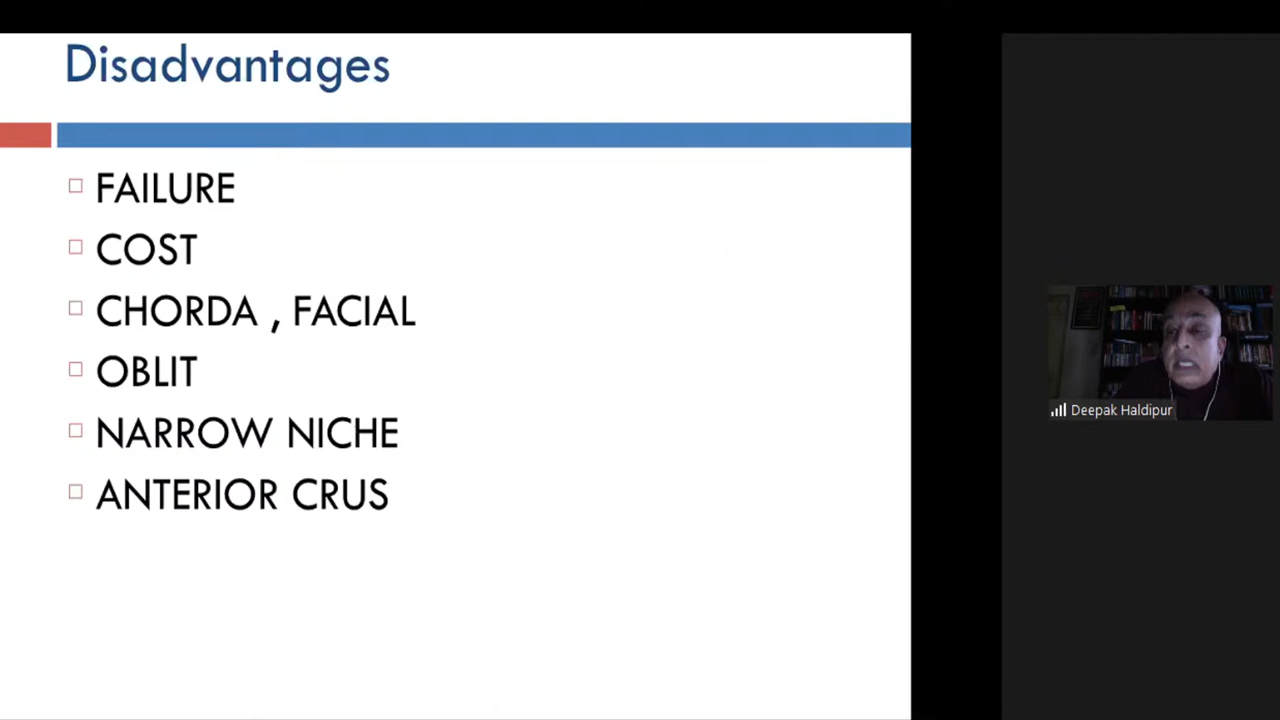 Disadvantages
FAILURE
COST
CHORDA , FACIAL
OBLIT
NARROW NICHE
ANTERIOR CRUS
Deepak Haldipur